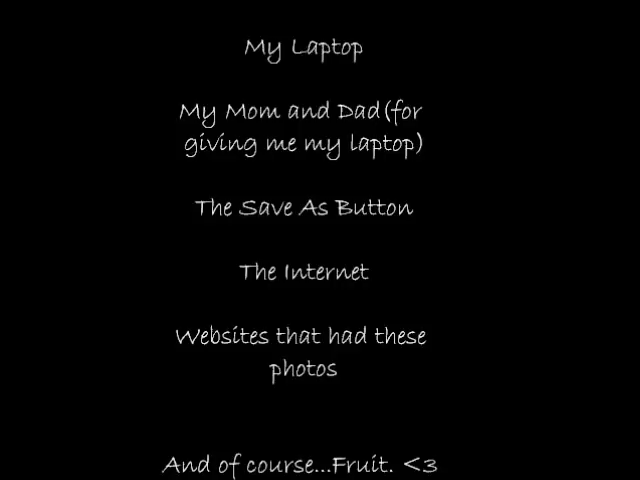 My Laptop
My Mom and Dad(for
giving me my laptop)
The Save As Button
The Internet
Websites that had these
photos
And of course...Fruit. <3